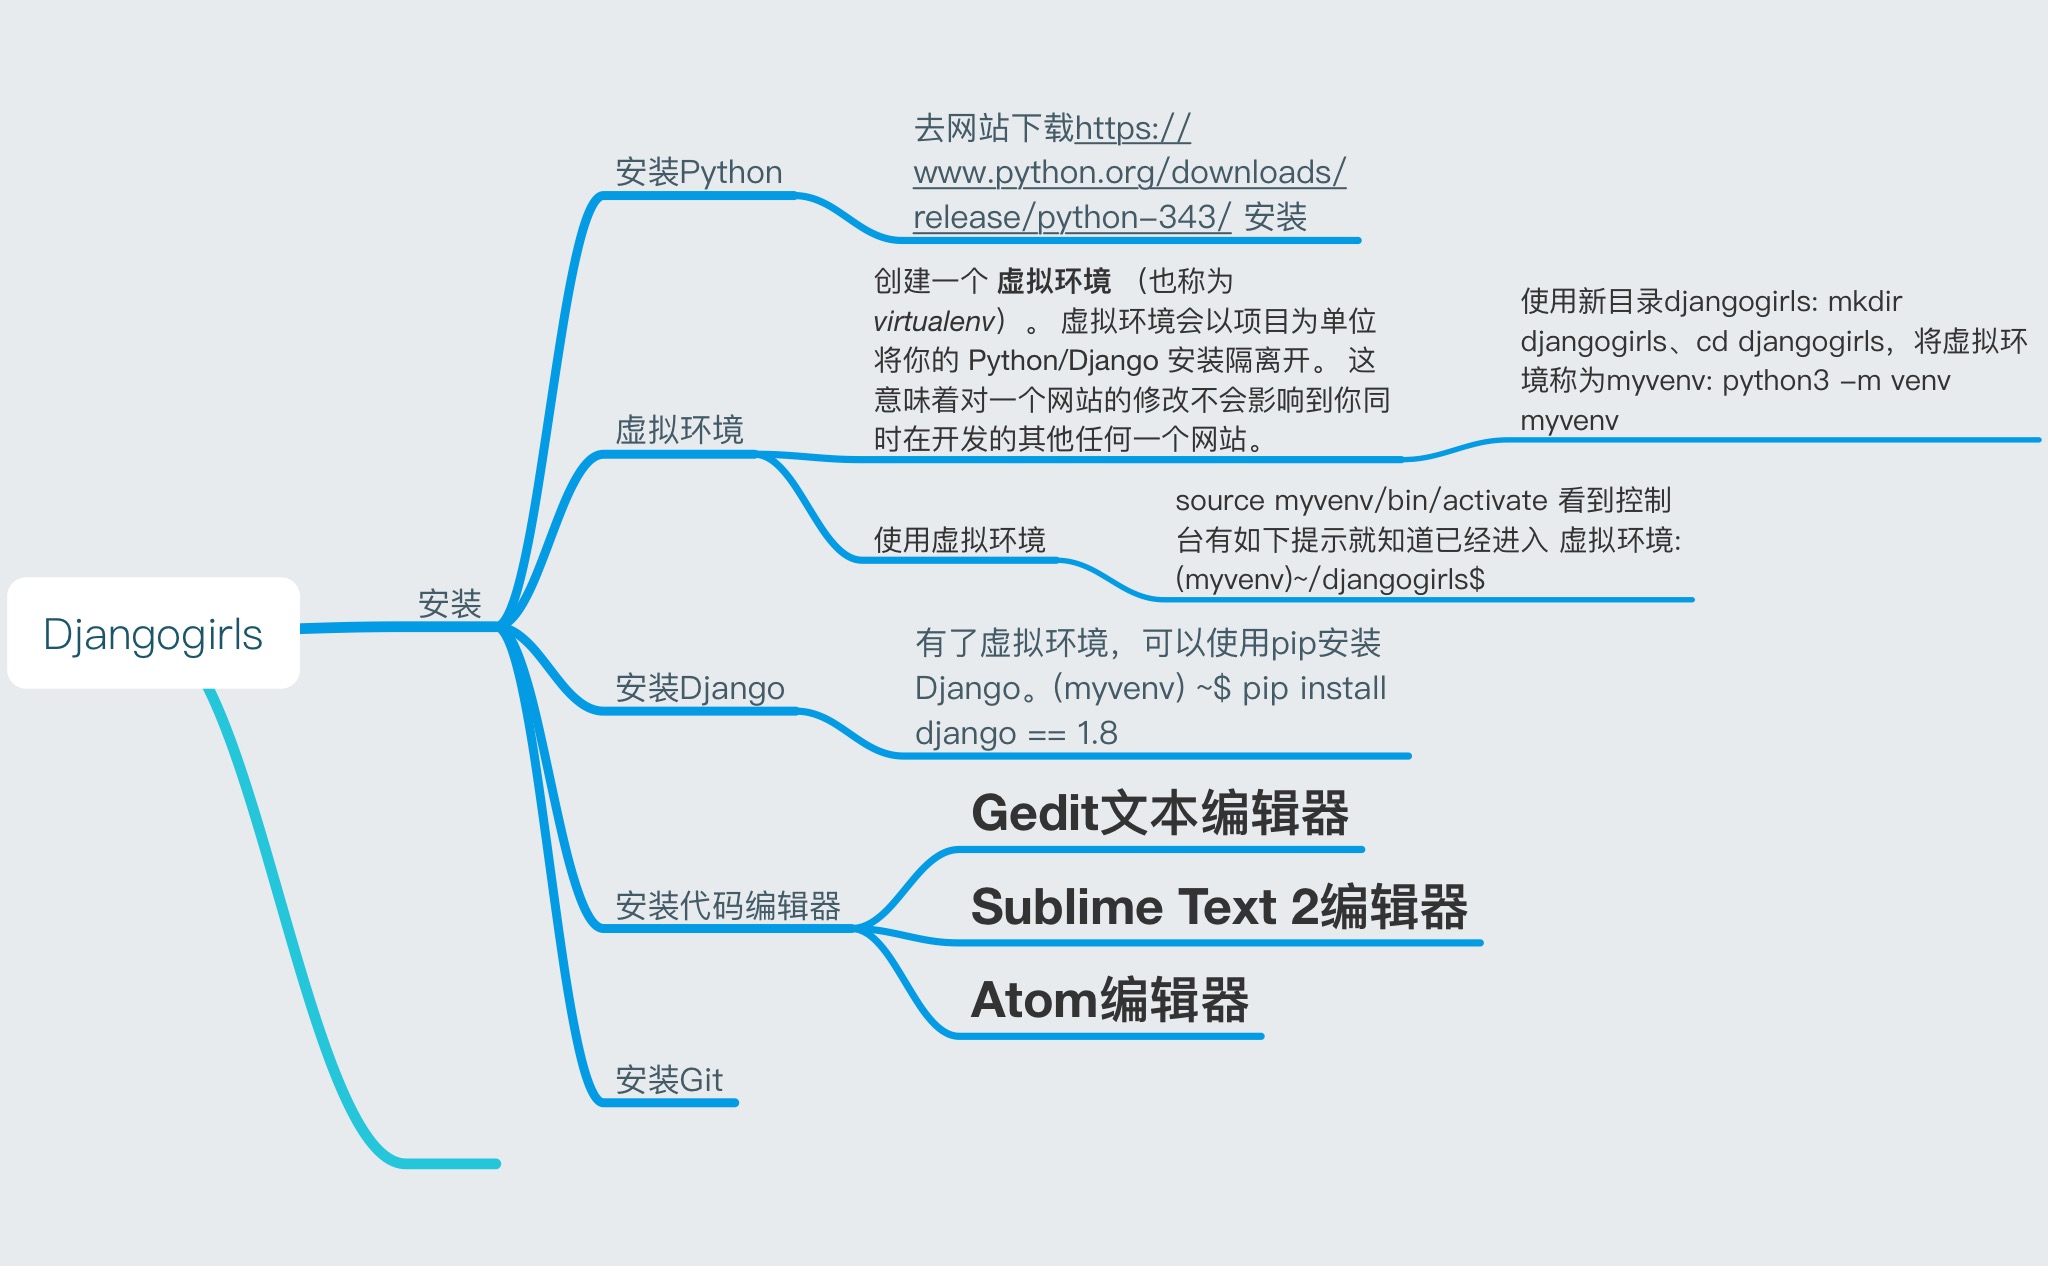 Djangogirls
安装
安装Python
去网站下载https://
www.python.org/downloads/
release/python-343/ 安装
虚拟环境
创建一个 虚拟环境 （也称为
virtualenv）。 虚拟环境会以项目为单位
将你的 Python/Django 安装隔离开。 这
意味着对一个网站的修改不会影响到你同
时在开发的其他任何一个网站。
使用新目录djangogirls: mkdir
djangogirls、cd djangogirls，将虚拟环
境称为myvenv: python3 -m venv
myvenv
使用虚拟环境
source myvenv/bin/activate 看到控制
台有如下提示就知道已经进入 虚拟环境:
(myvenv)~/djangogirls$
安装Django
有了虚拟环境，可以使用pip安装
Django。(myvenv) ~$ pip install
django == 1.8
安装代码编辑器
Gedit文本编辑器
Sublime Text 2编辑器
Atom编辑器
安装Git